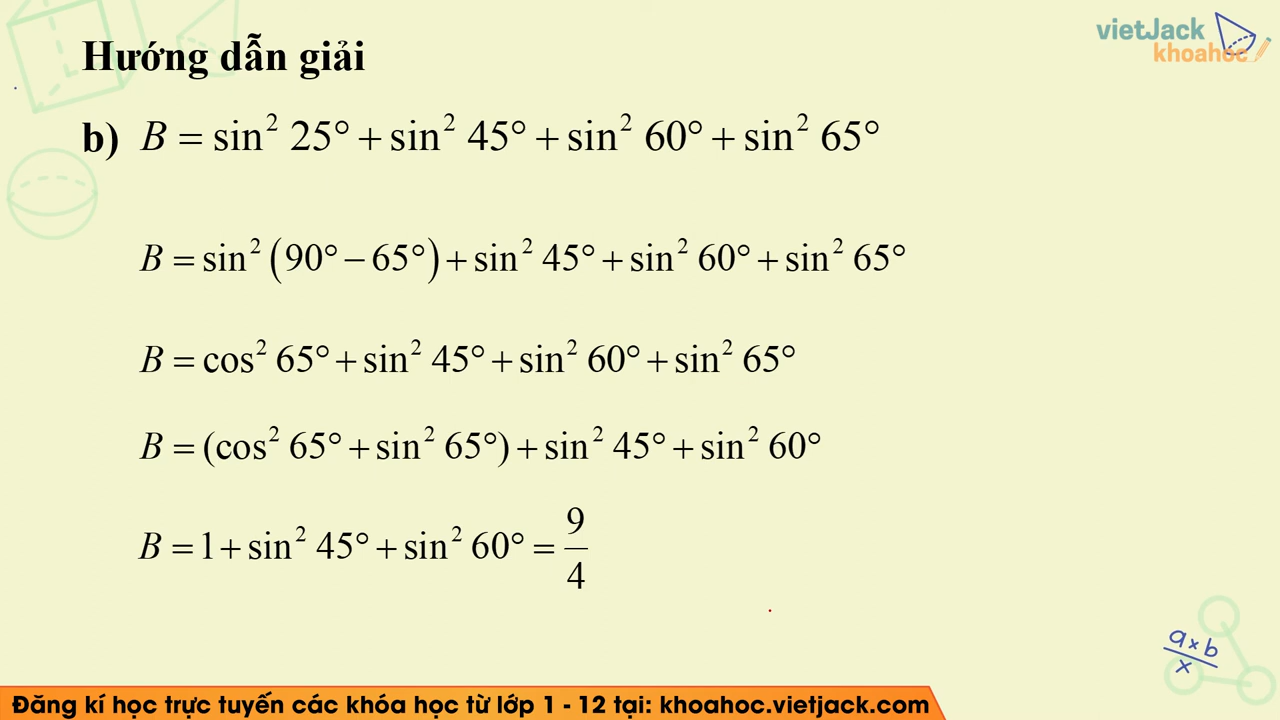 vietJack
khoahoc
Hướng dẫn giải
b) B = sin² 25° + sin² 45° + sin² 60° + sin² 65°
B = sin² (90° − 65°) + sin² 45° + sin² 60° + sin² 65°
B = cos² 65° + sin² 45° + sin² 60° + sin² 65°
B = (cos² 65° + sin² 65°) + sin² 45° + sin² 60°
B = 1 + sin² 45° + sin² 60° = 9/4
a × b
x
Đăng kí học trực tuyến các khóa học từ lớp 1 - 12 tại: khoahoc.vietjack.com